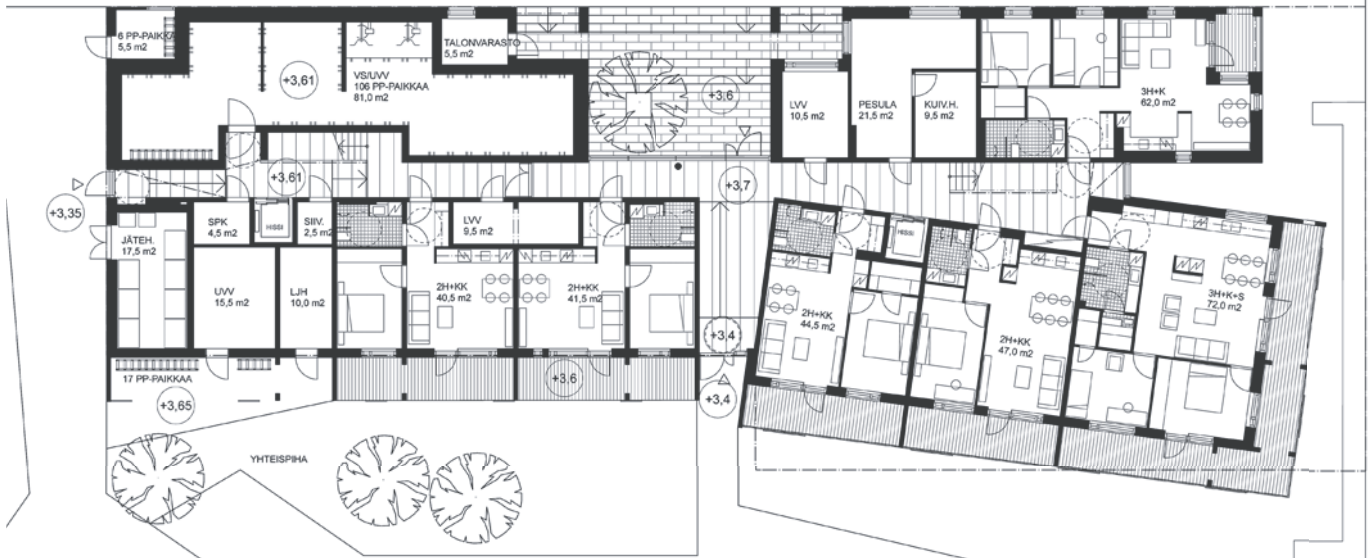 6 PP-PAIKKA
5,5 m2
+3,61
VS/UVV
106 PP-PAIKKAA
81,0 m2
TALONVARASTO
5,5 m2
+3,6
LVV
10,5 m2
PESULA
21,5 m2
KUIV.H.
9,5 m2
3H+K
62,0 m2
+3,61
+3,7
+3,35
JÄTEH.
17,5 m2
SPK
4,5 m2
HISSI
SIIV.
2,5 m2
LVV
9,5 m2
HISSI
UVV
15,5 m2
LJH
10,0 m2
2H+KK
40,5 m2
2H+KK
41,5 m2
2H+KK
44,5 m2
2H+KK
47,0 m2
3H+K+S
72,0 m2
+3,4
17 PP-PAIKKAA
+3,65
+3,6
+3,4
YHTEISPIHA